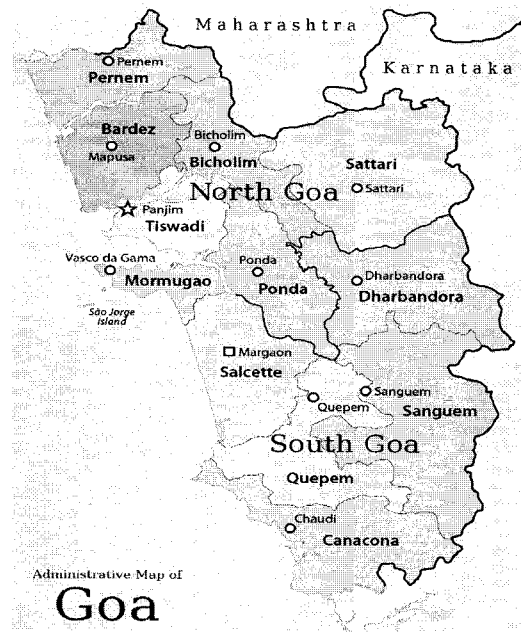 Maharashtra
Karnataka
Pernem
Pernem
Bardez
Mapusa
Bicholim
Bicholim
Sattari
Sattari
North Goa
Panjim
Tiswadi
Vasco da Gama
Mormugao
São Jorge
Island
Ponda
Ponda
Dharbandora
Dharbandora
Margaon
Salcette
Sanguem
Sanguem
Quepem
South Goa
Quepem
Chaudi
Canacona
Administrative Map of
Goa